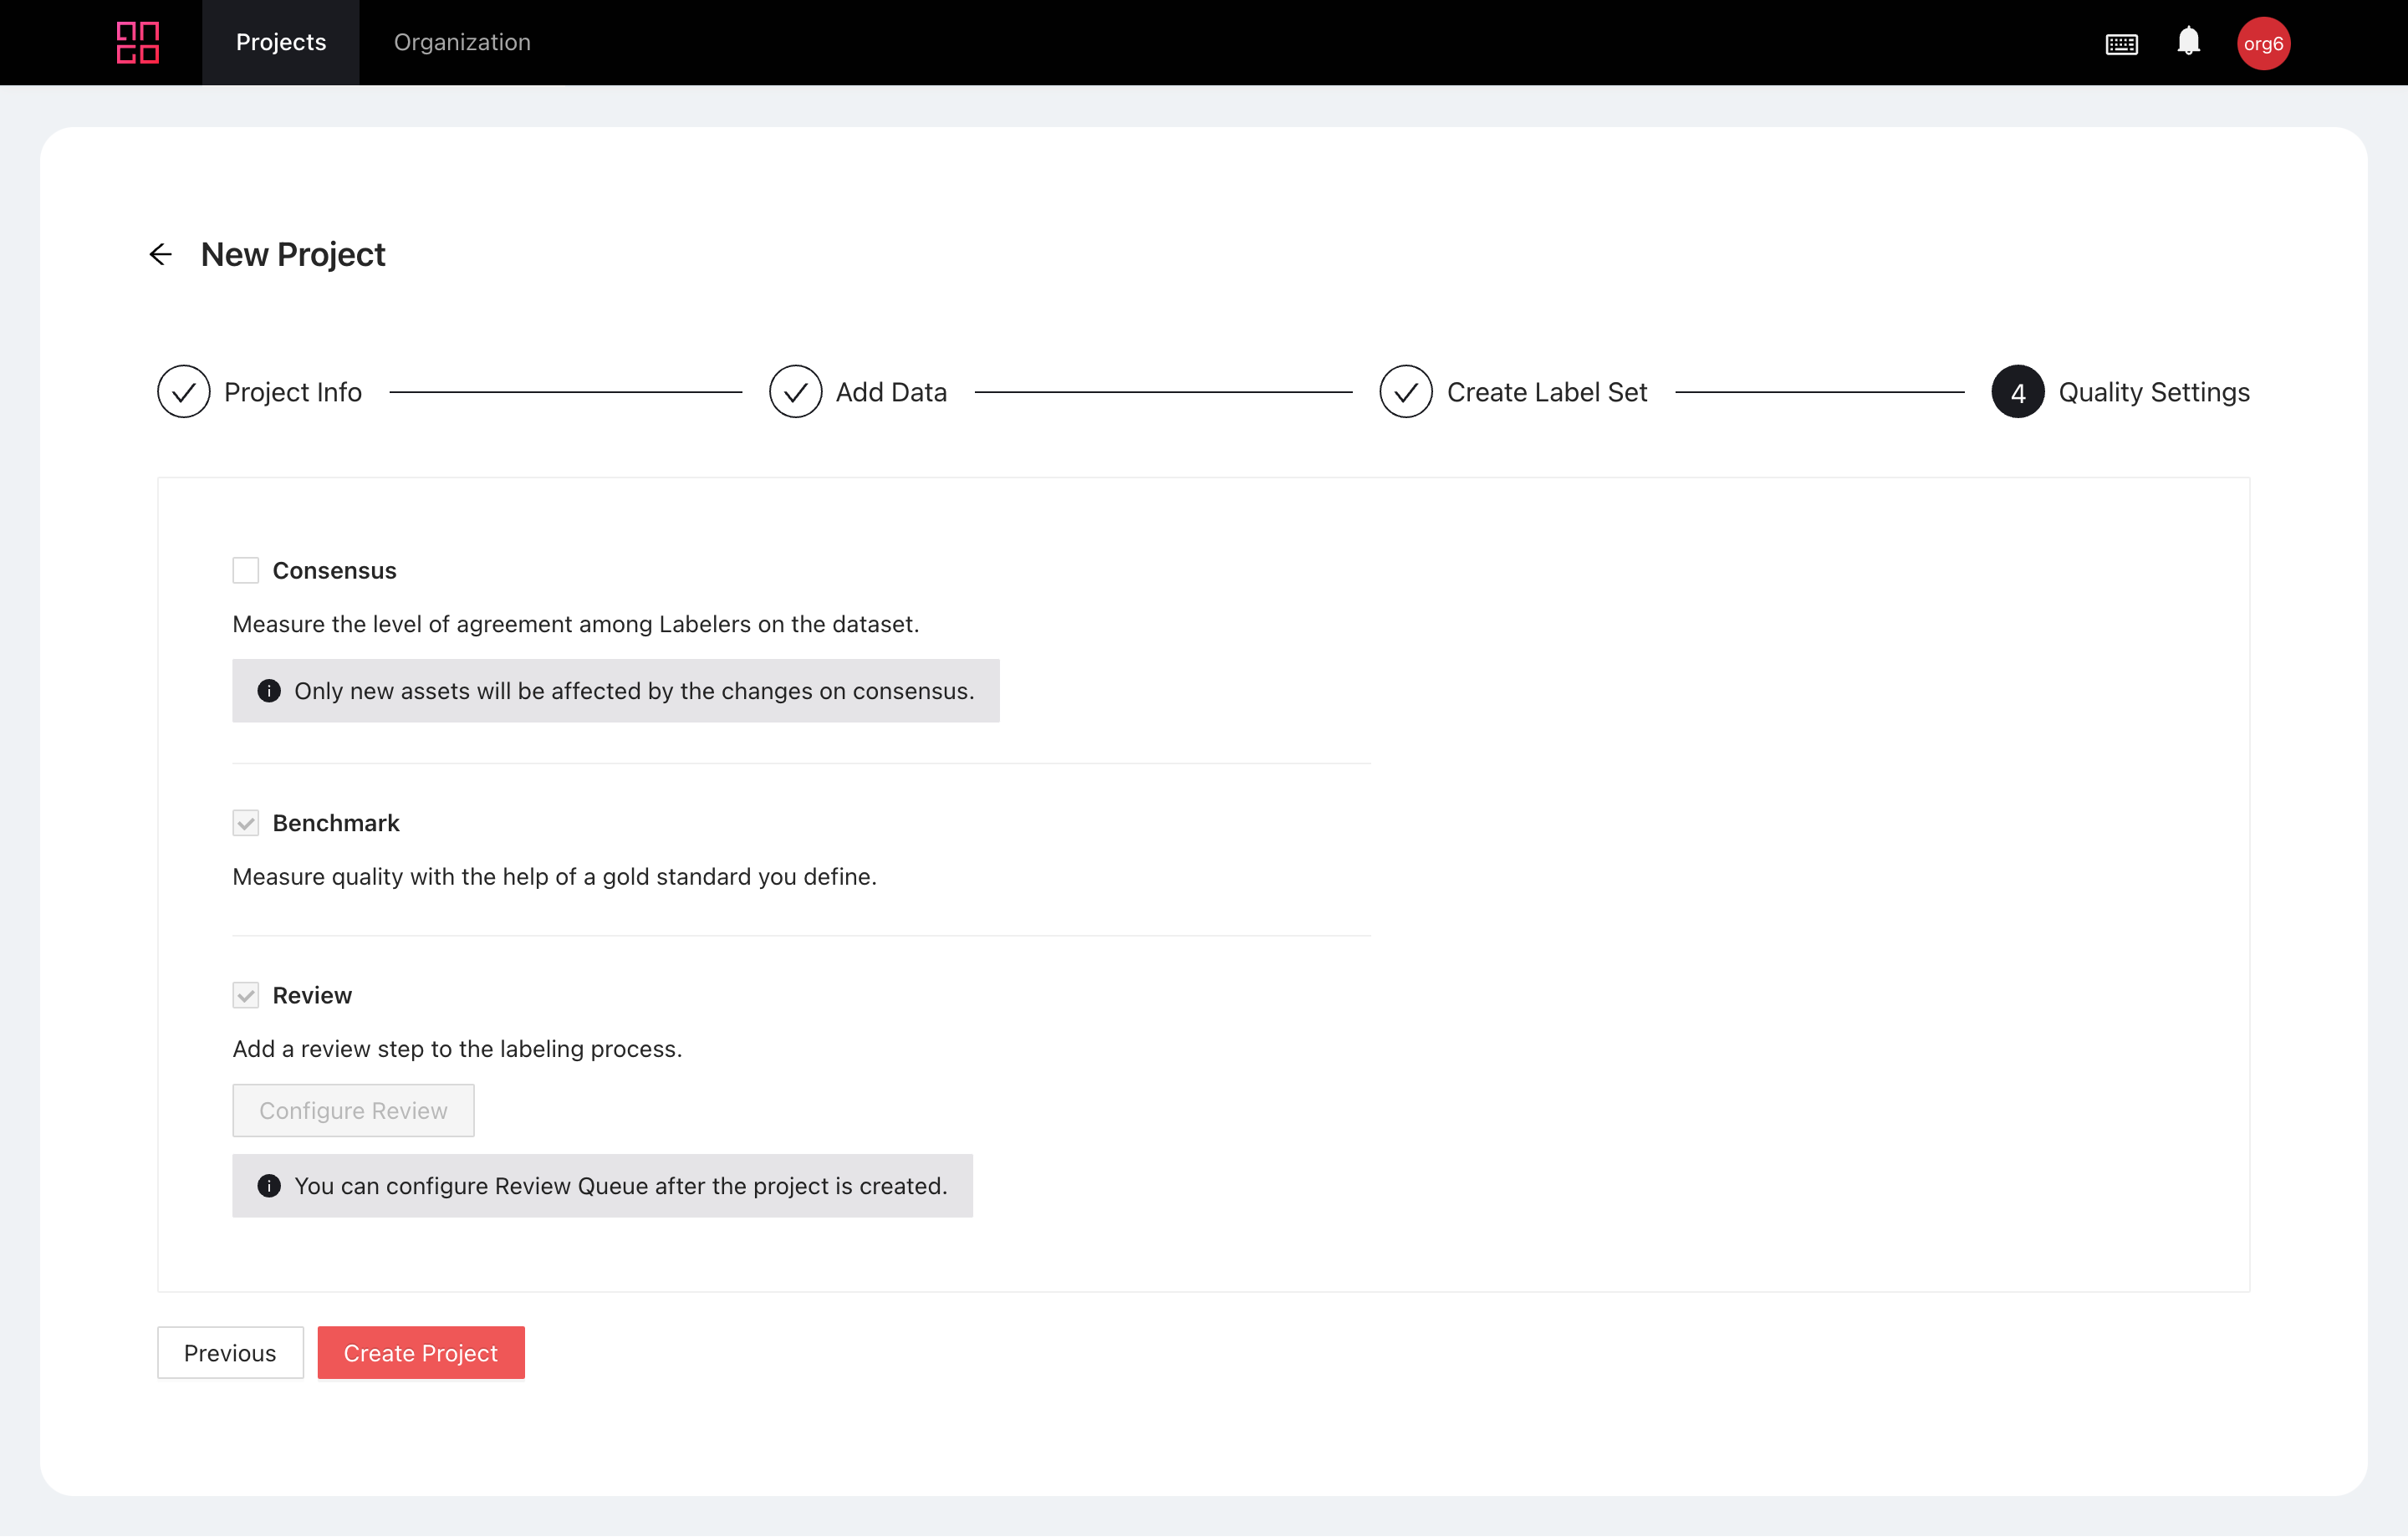 Projects
Organization
org6
New Project
Project Info
Add Data
Create Label Set
4
Quality Settings
Consensus
Measure the level of agreement among Labelers on the dataset.
Only new assets will be affected by the changes on consensus.
Benchmark
Measure quality with the help of a gold standard you define.
Review
Add a review step to the labeling process.
Configure Review
You can configure Review Queue after the project is created.
Previous
Create Project